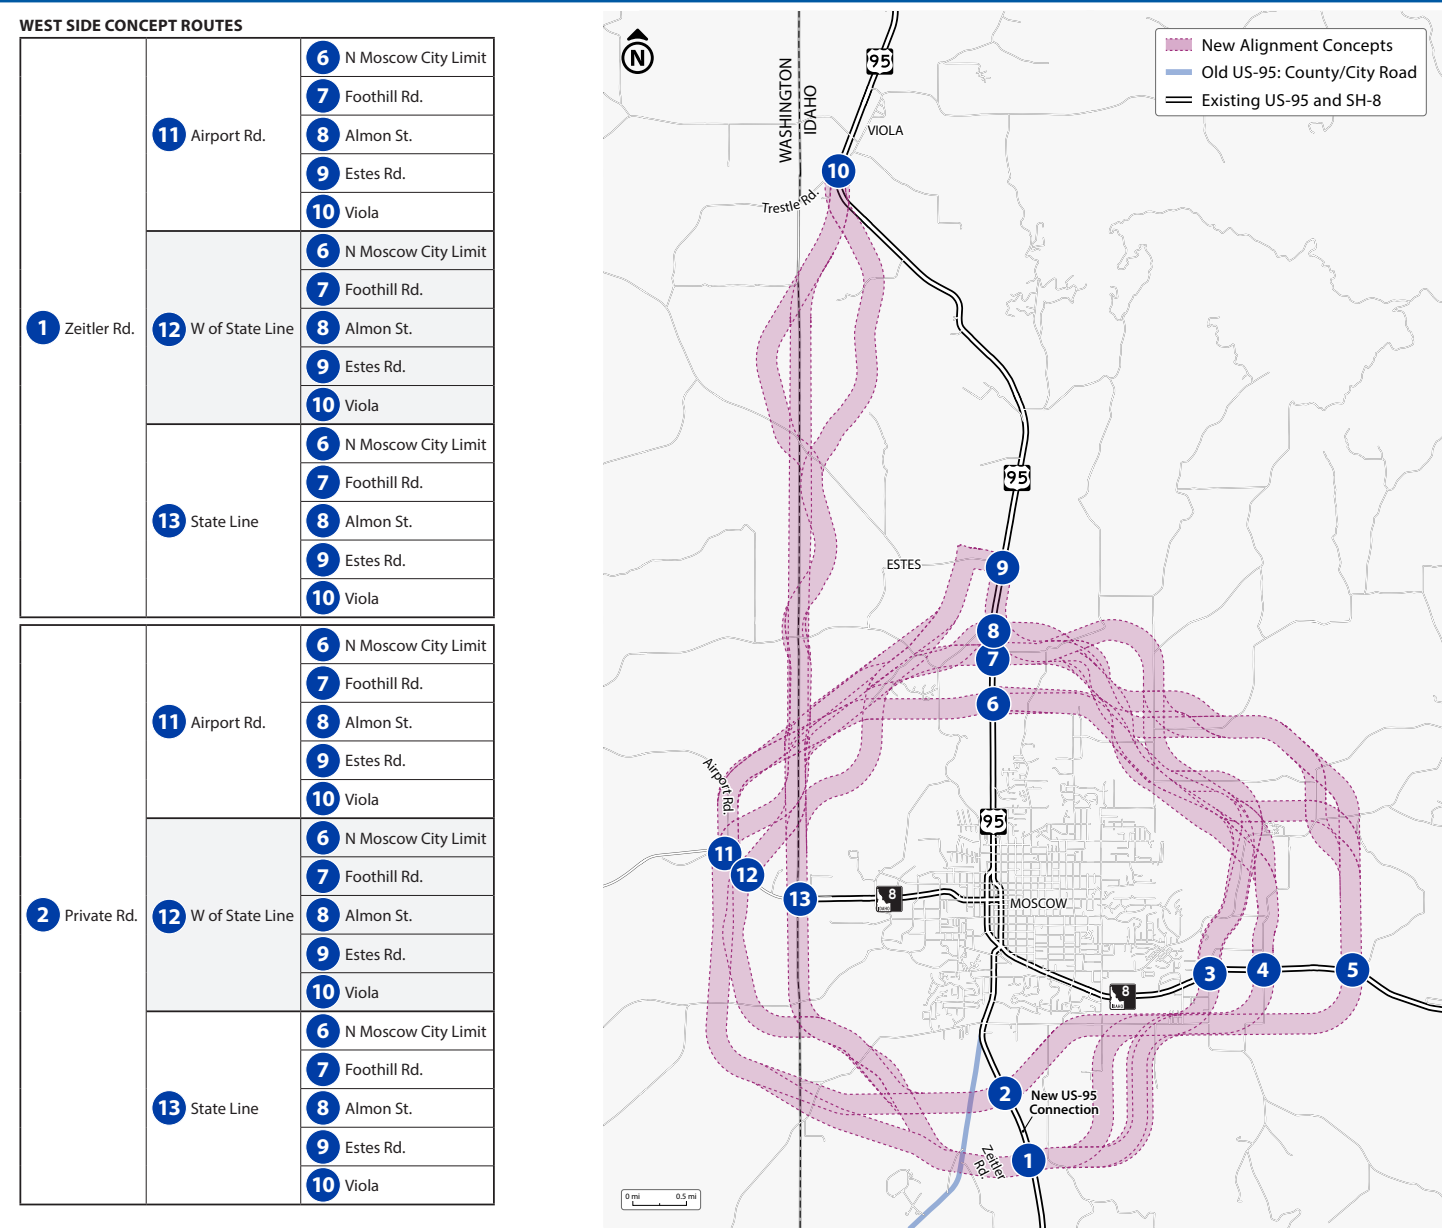 WEST SIDE CONCEPT ROUTES
1 Zeitler Rd.
11 Airport Rd.
6 N Moscow City Limit
7 Foothill Rd.
8 Almon St.
9 Estes Rd.
10 Viola
12 W of State Line
6 N Moscow City Limit
7 Foothill Rd.
8 Almon St.
9 Estes Rd.
10 Viola
13 State Line
6 N Moscow City Limit
7 Foothill Rd.
8 Almon St.
9 Estes Rd.
10 Viola
2 Private Rd.
11 Airport Rd.
6 N Moscow City Limit
7 Foothill Rd.
8 Almon St.
9 Estes Rd.
10 Viola
12 W of State Line
6 N Moscow City Limit
7 Foothill Rd.
8 Almon St.
9 Estes Rd.
10 Viola
13 State Line
6 N Moscow City Limit
7 Foothill Rd.
8 Almon St.
9 Estes Rd.
10 Viola
N
New Alignment Concepts
Old US-95: County/City Road
Existing US-95 and SH-8
WASHINGTON
IDAHO
95
VIOLA
10
Trestle Rd.
95
ESTES
9
8
7
6
Airport Rd.
95
11
12
13
8
MOSCOW
3
4
5
8
2
New US-95
Connection
Zeitler
Rd.
1
0 mi
0.5 mi